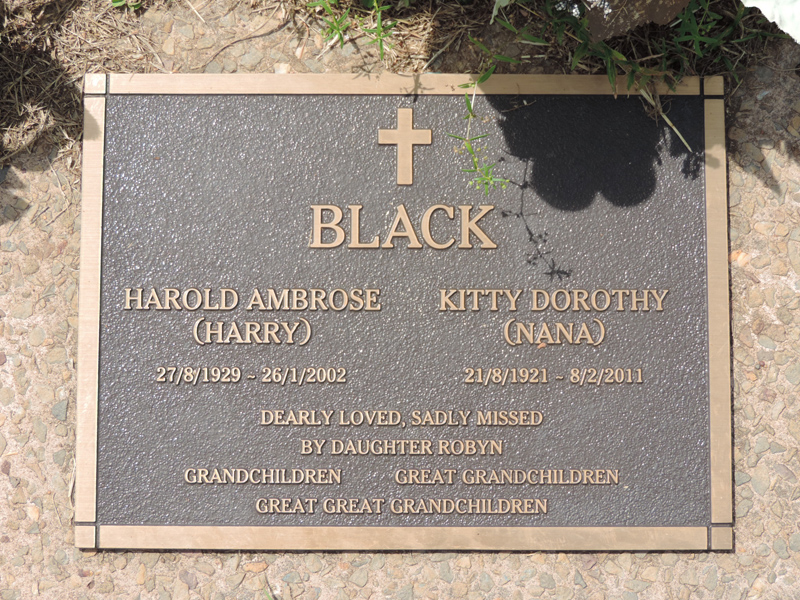 BLACK
HAROLD AMBROSE KITTY DOROTHY
(HARRY) (NANA)
27/8/1929 ~ 26/1/2002 21/8/1921 ~ 8/2/2011
DEARLY LOVED, SADLY MISSED
BY DAUGHTER ROBYN
GRANDCHILDREN GREAT GRANDCHILDREN
GREAT GREAT GRANDCHILDREN